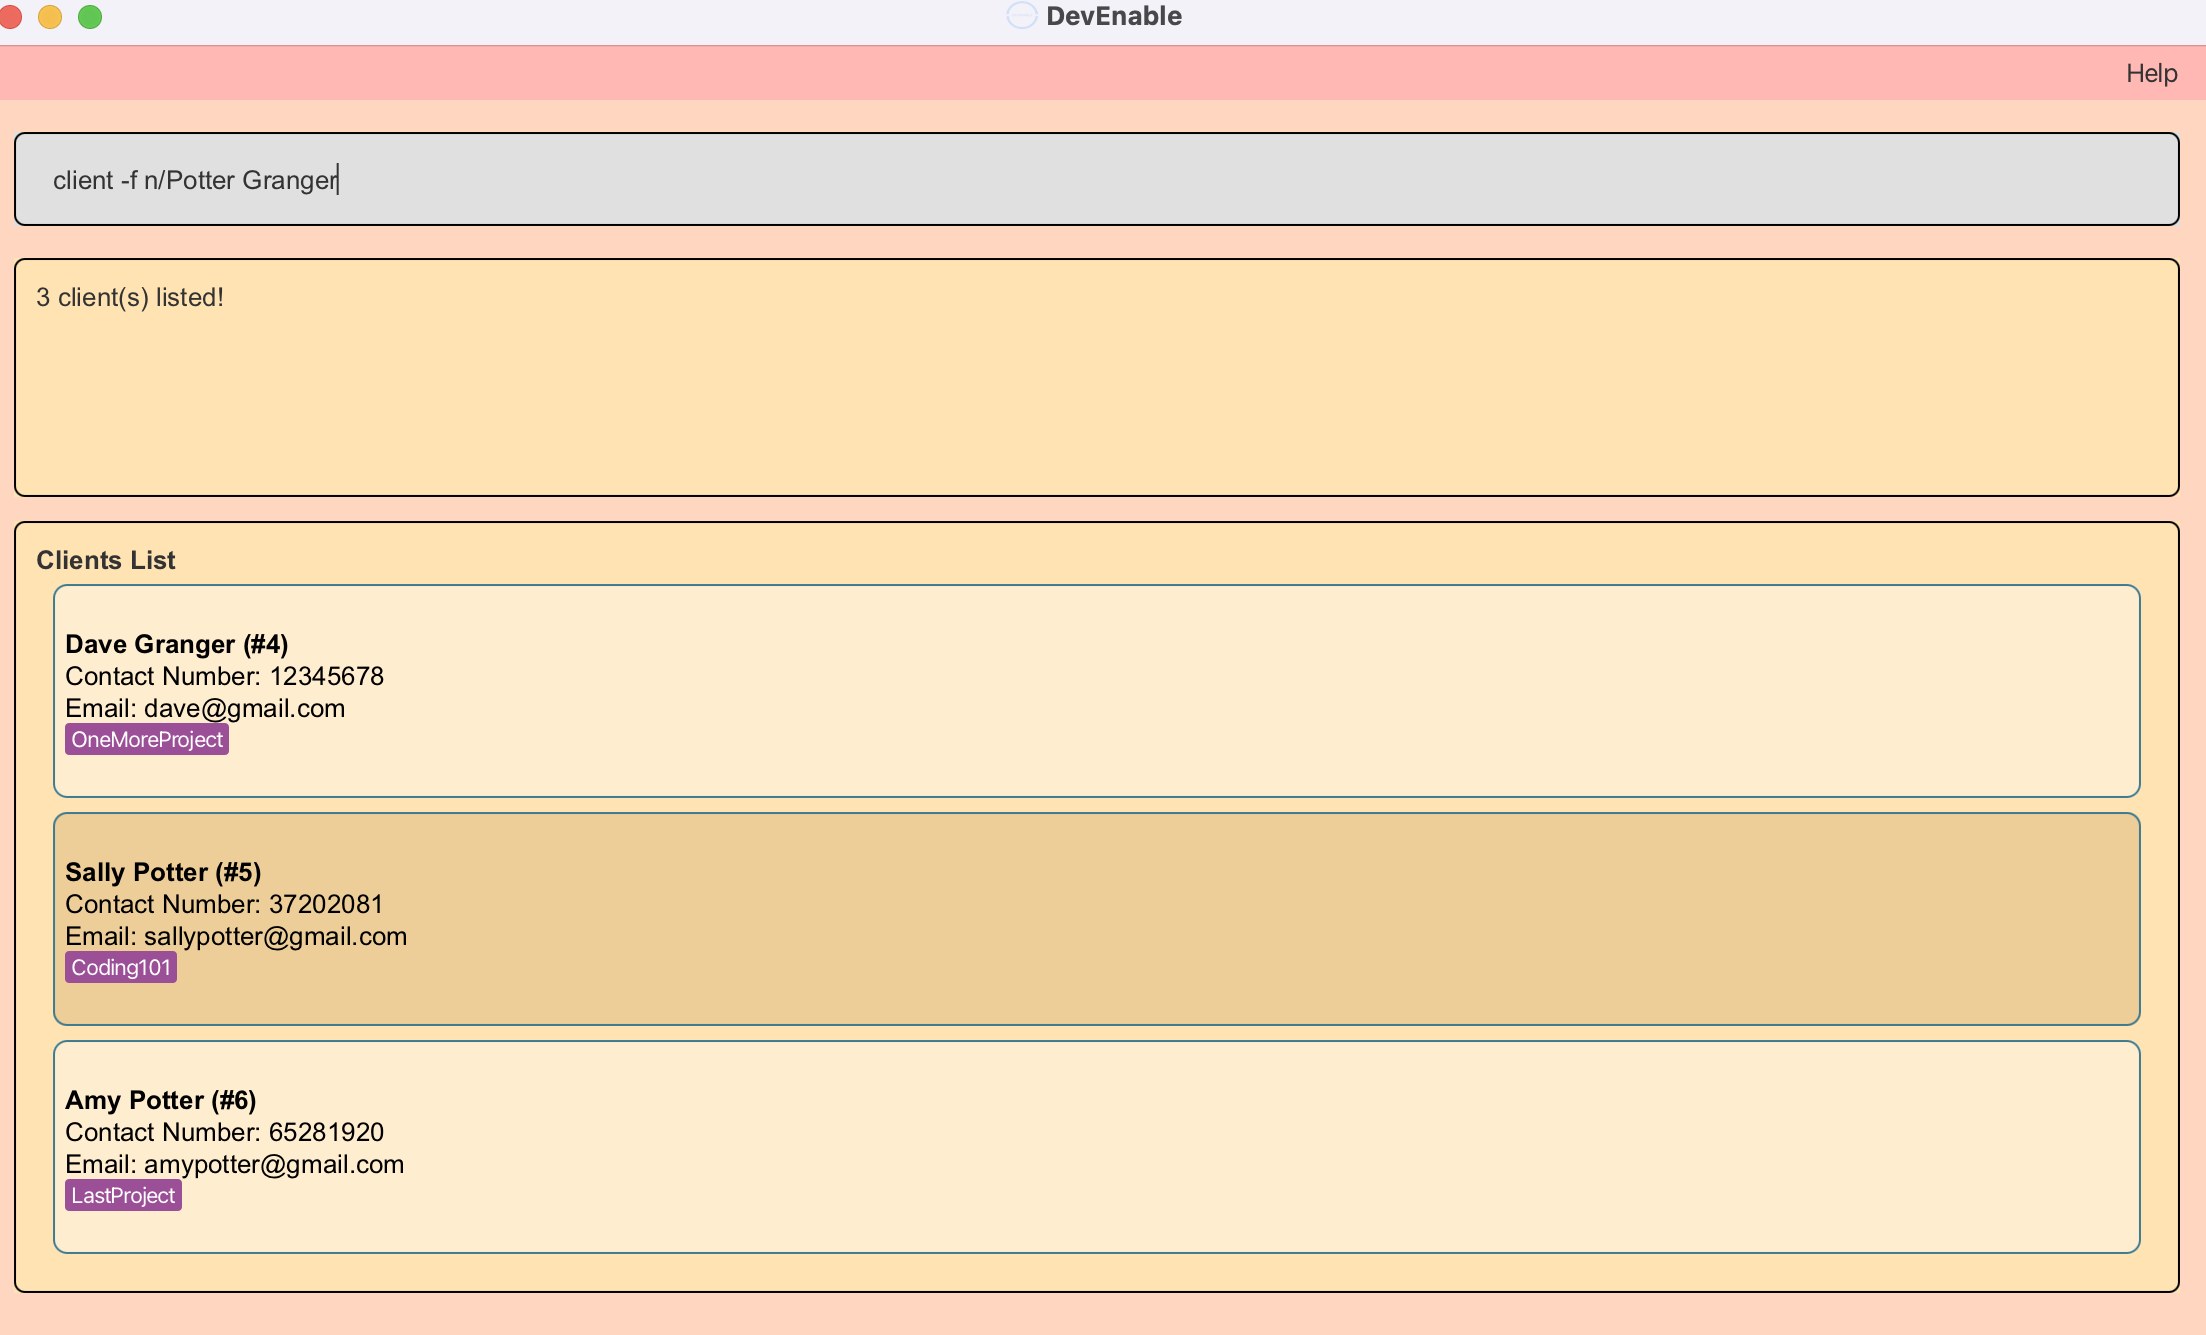 DevEnable
Help
client -f n/Potter Granger
3 client(s) listed!
Clients List
Dave Granger (#4)
Contact Number: 12345678
Email: dave@gmail.com
OneMoreProject
Sally Potter (#5)
Contact Number: 37202081
Email: sallypotter@gmail.com
Coding101
Amy Potter (#6)
Contact Number: 65281920
Email: amypotter@gmail.com
LastProject